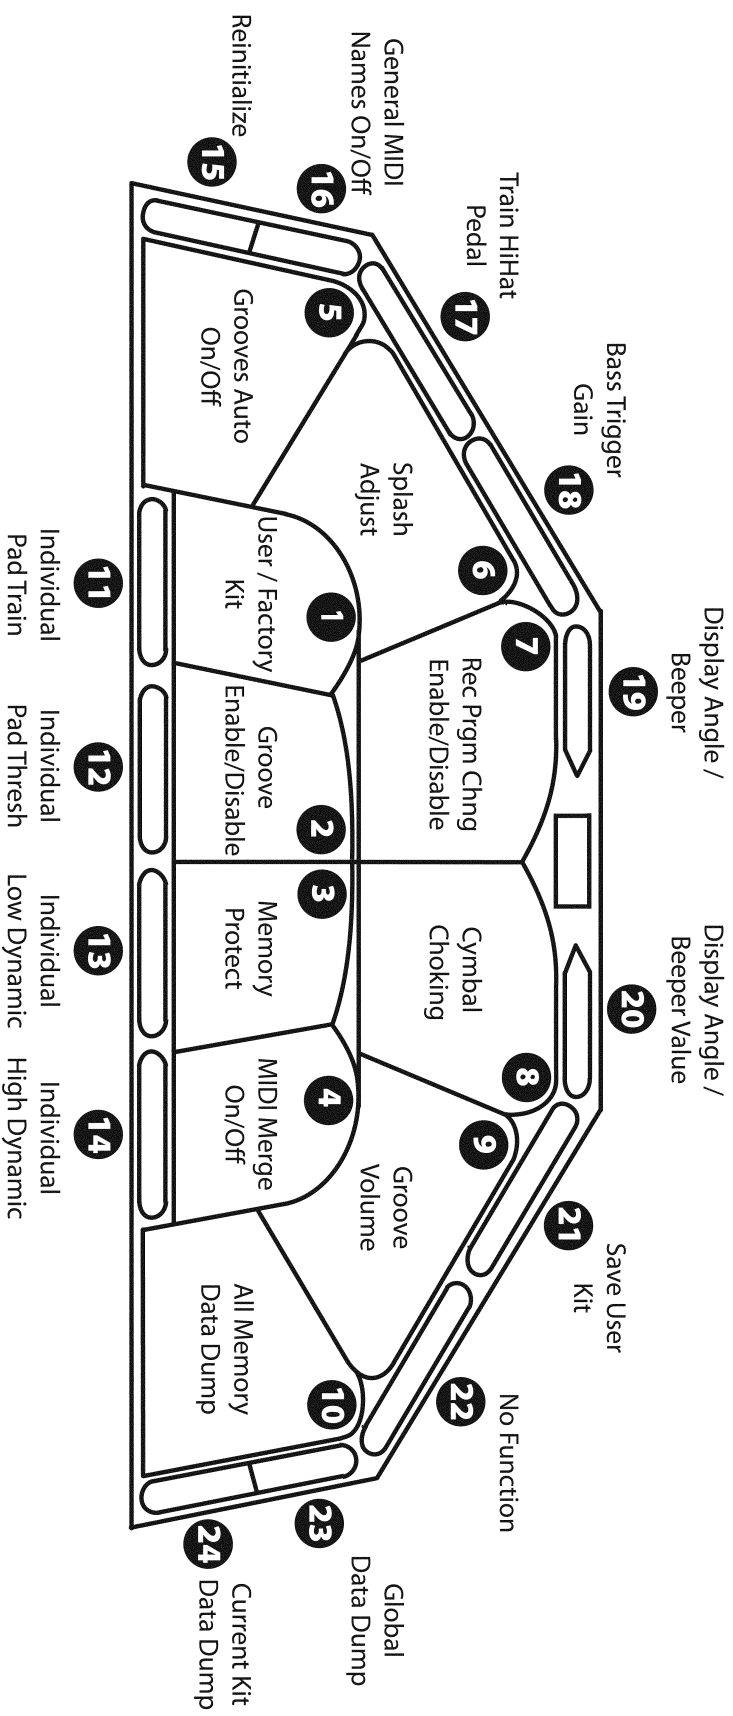 Reinitialize
15
General MIDI
Names On/Off
16
Train HiHat
Pedal
17
Bass Trigger
Gain
18
Display Angle /
Beeper
19
Display Angle /
Beeper Value
20
Save User
Kit
21
No Function
22
Global
Data Dump
23
Current Kit
Data Dump
24
5
Grooves Auto
On/Off
Splash
Adjust
6
7
Rec Prgm Chng
Enable/Disable
8
Cymbal
Choking
9
Groove
Volume
10
All Memory
Data Dump
1
User / Factory
Kit
2
Groove
Enable/Disable
3
Memory
Protect
4
MIDI Merge
On/Off
11
Individual
Pad Train
12
Individual
Pad Thresh
13
Individual
Low Dynamic
14
Individual
High Dynamic